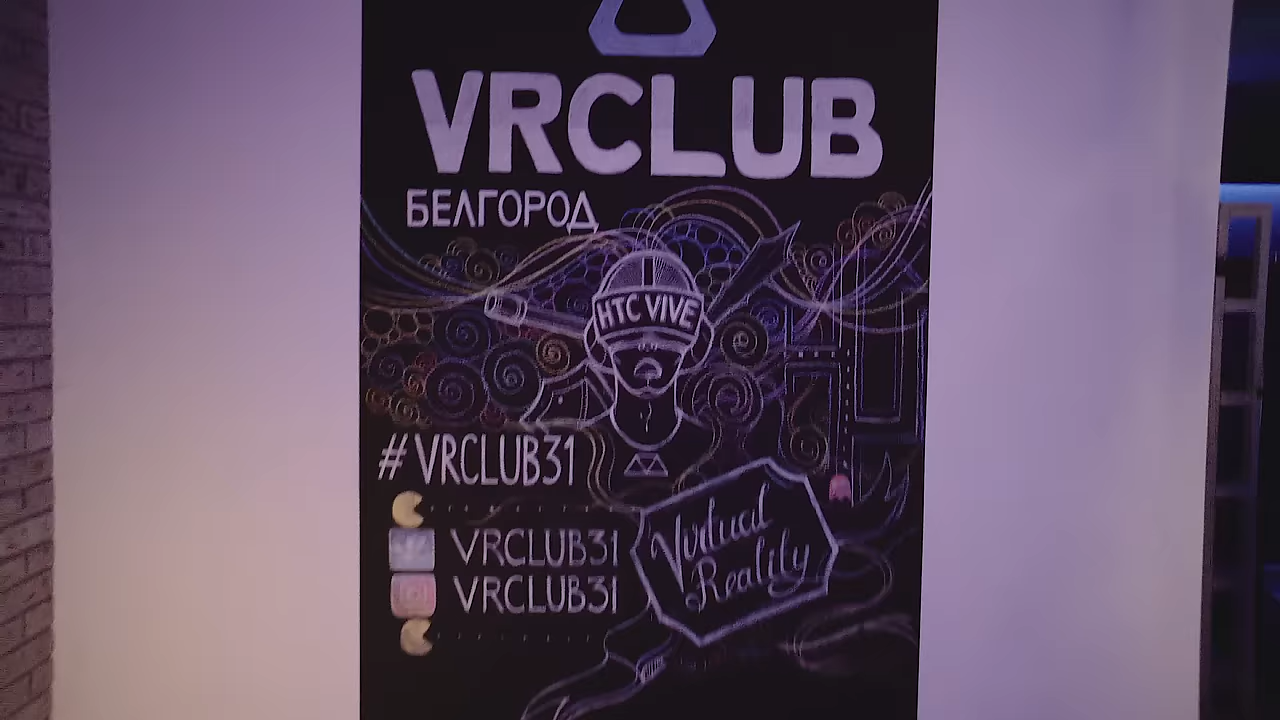 VRCLUB
БЕЛГОРОД
HTC VIVE
#VRCLUB31
VRCLUB31
VRCLUB31
Virtual
Reality